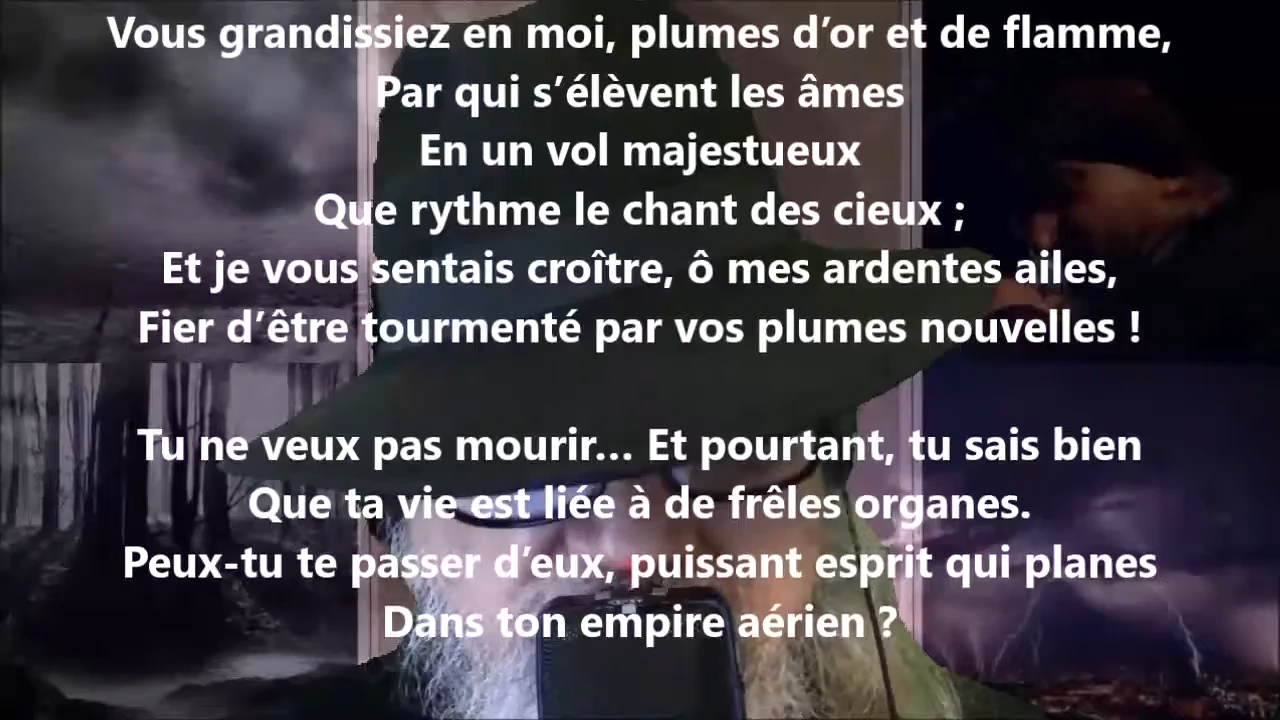 Vous grandissiez en moi, plumes d’or et de flamme,
Par qui s’élèvent les âmes
En un vol majestueux
Que rythme le chant des cieux ;
Et je vous sentais croître, ô mes ardentes ailes,
Fier d’être tourmenté par vos plumes nouvelles !
Tu ne veux pas mourir... Et pourtant, tu sais bien
Que ta vie est liée à de frêles organes.
Peux-tu te passer d’eux, puissant esprit qui planes
Dans ton empire aérien ?